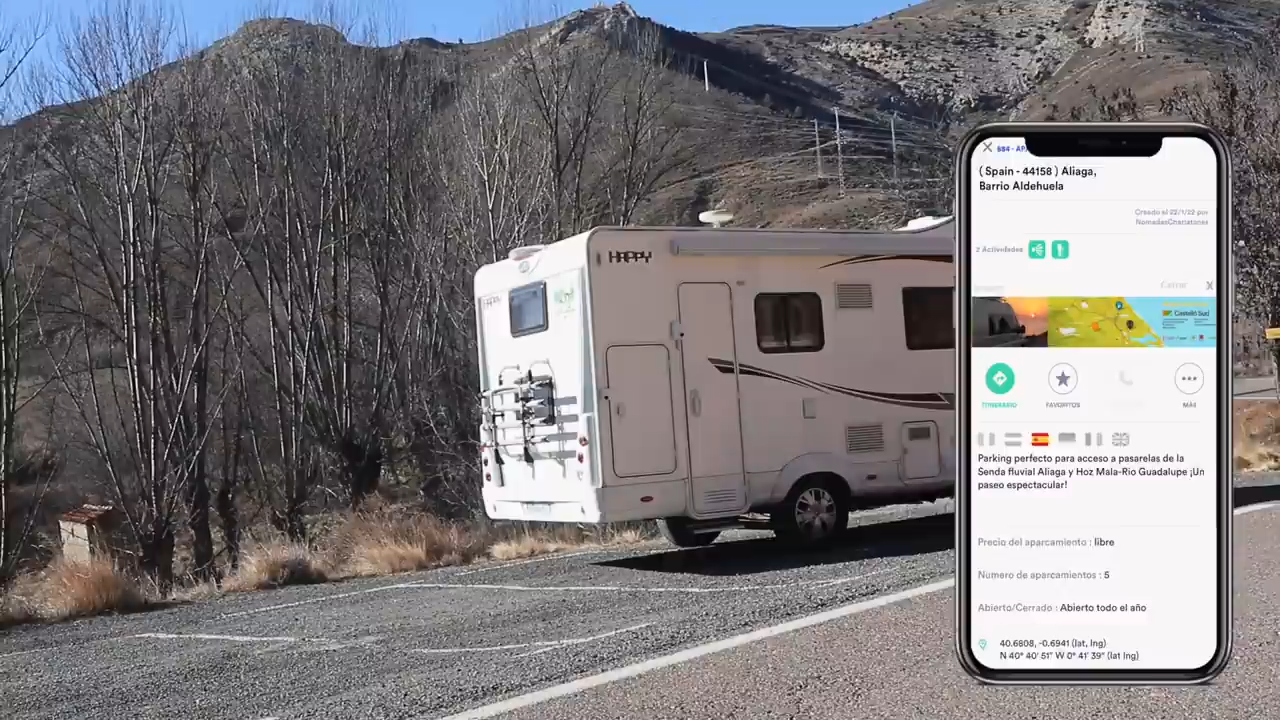 HAPPY
HAPPY
( Spain - 44158 ) Aliaga,
Barrio Aldehuela
Creado el 22/1/22 por
2 Actividades
Cerrar X
Castelló Sud
ITINERARIO FAVORITOS MÁS
Parking perfecto para acceso a pasarelas de la
Senda fluvial Aliaga y Hoz Mala-Rio Guadalupe ¡Un
paseo espectacular!
Precio del aparcamiento : libre
Numero de aparcamientos : 5
Abierto/Cerrado : Abierto todo el año
40.6808, -0.6941 (lat, lng)
N 40° 40' 51" W 0° 41' 39" (lat lng)